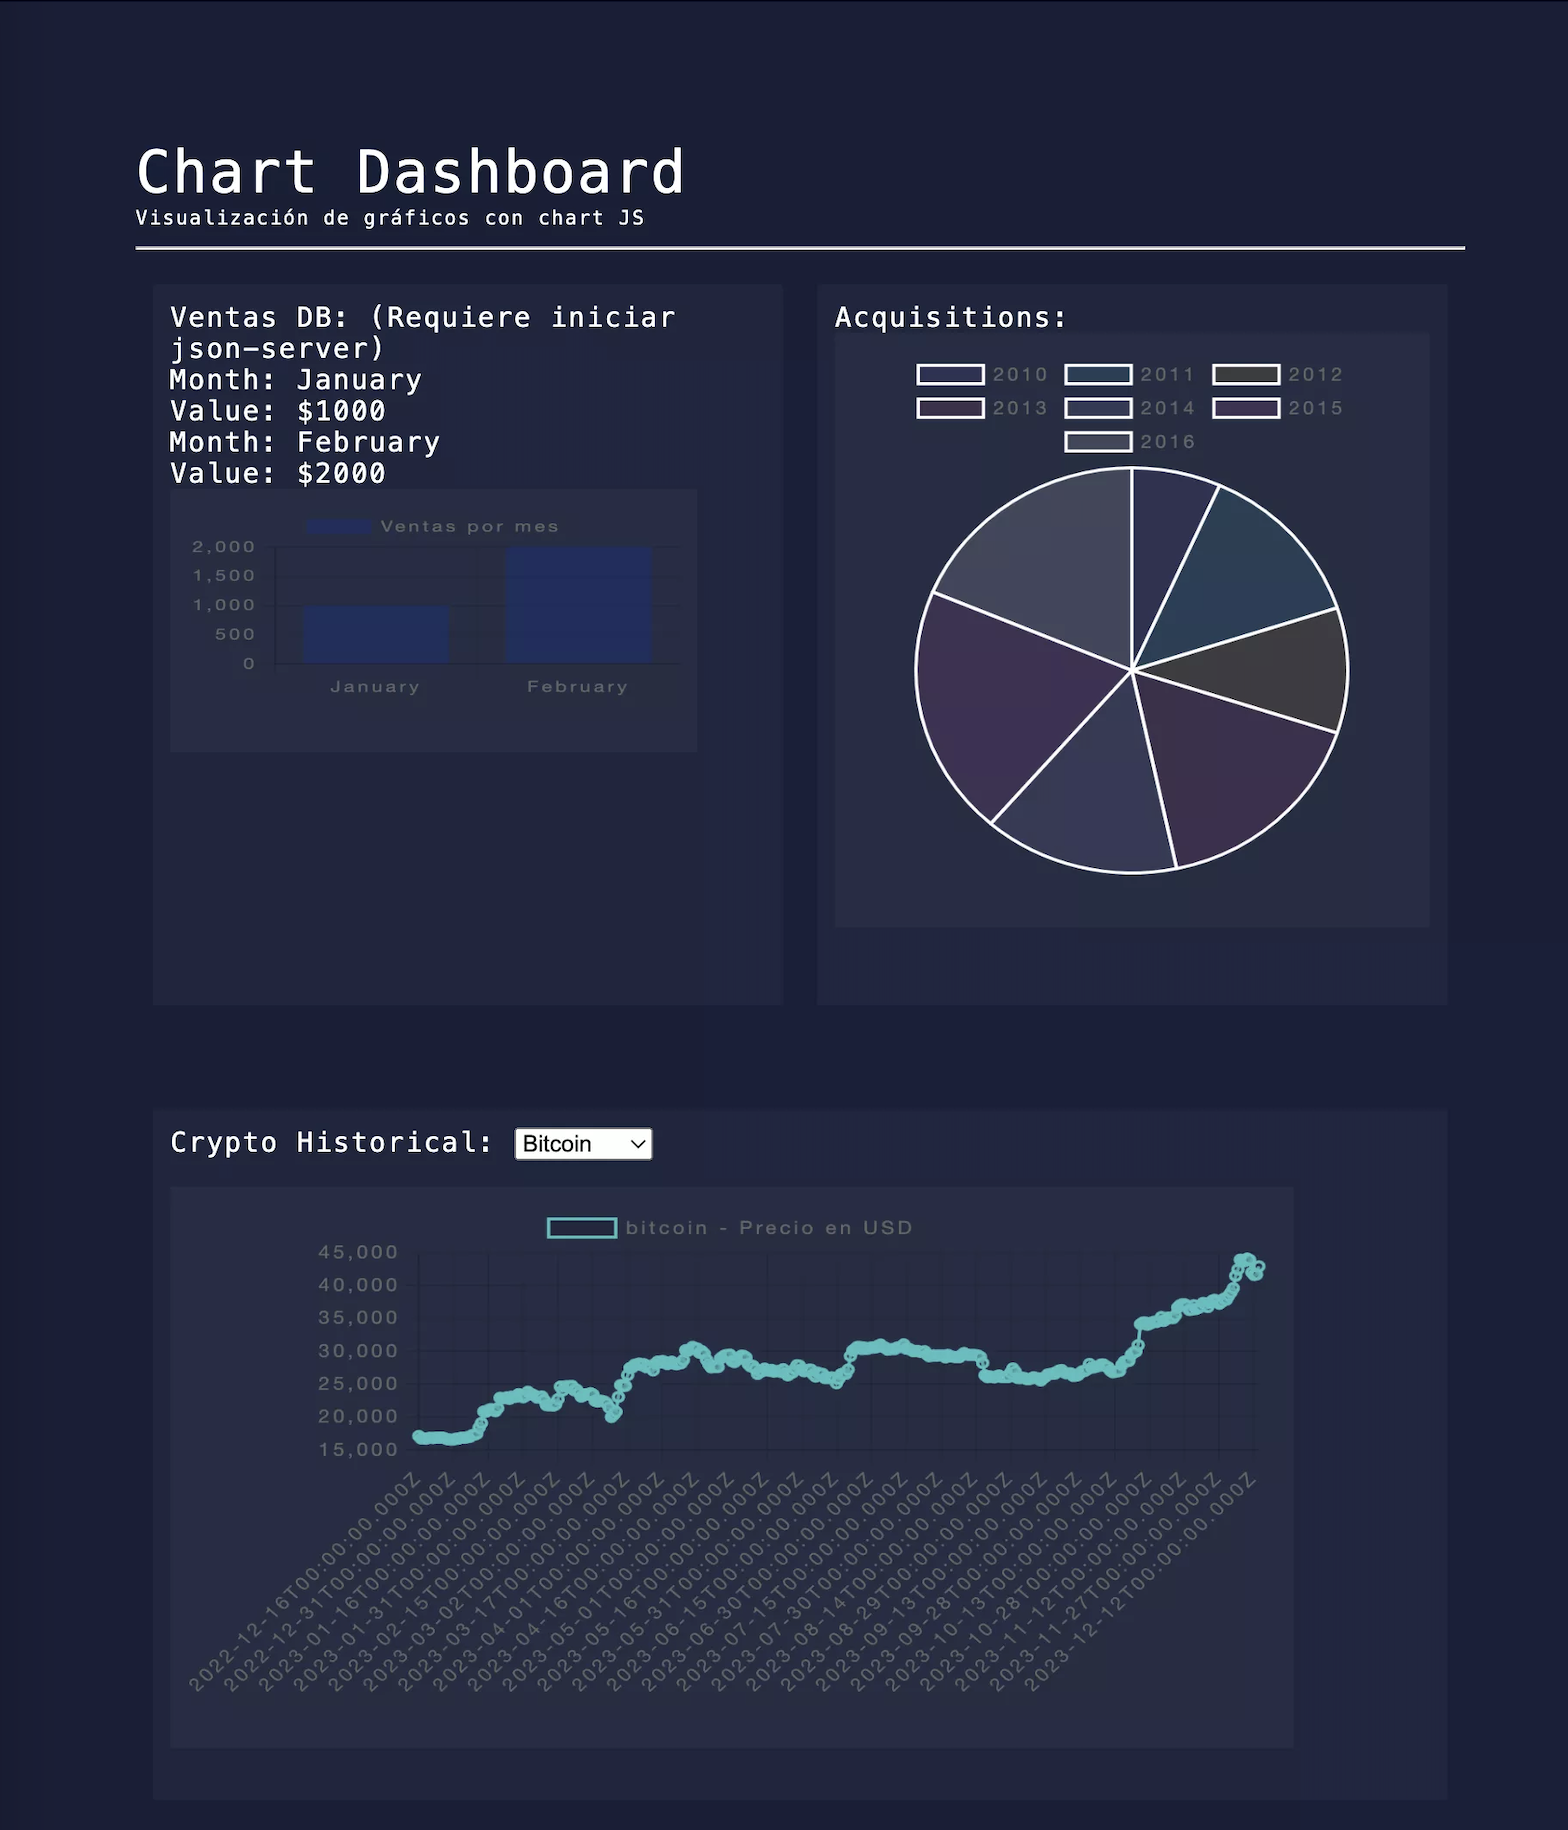 Chart Dashboard
Visualización de gráficos con chart JS
Ventas DB: (Requiere iniciar
json-server)
Month: January
Value: $1000
Month: February
Value: $2000
Ventas por mes
2,000
1,500
1,000
500
0
January February
Acquisitions:
2010 2011 2012
2013 2014 2015
2016
Crypto Historical: Bitcoin
bitcoin - Precio en USD
45,000
40,000
35,000
30,000
25,000
20,000
15,000
2022-12-16T00:00:00.000Z
2022-12-31T00:00:00.000Z
2023-01-16T00:00:00.000Z
2023-01-31T00:00:00.000Z
2023-02-15T00:00:00.000Z
2023-03-02T00:00:00.000Z
2023-03-17T00:00:00.000Z
2023-04-01T00:00:00.000Z
2023-04-16T00:00:00.000Z
2023-05-01T00:00:00.000Z
2023-05-16T00:00:00.000Z
2023-05-31T00:00:00.000Z
2023-06-15T00:00:00.000Z
2023-06-30T00:00:00.000Z
2023-07-15T00:00:00.000Z
2023-07-30T00:00:00.000Z
2023-08-14T00:00:00.000Z
2023-08-29T00:00:00.000Z
2023-09-13T00:00:00.000Z
2023-09-28T00:00:00.000Z
2023-10-13T00:00:00.000Z
2023-10-28T00:00:00.000Z
2023-11-12T00:00:00.000Z
2023-11-27T00:00:00.000Z
2023-12-12T00:00:00.000Z